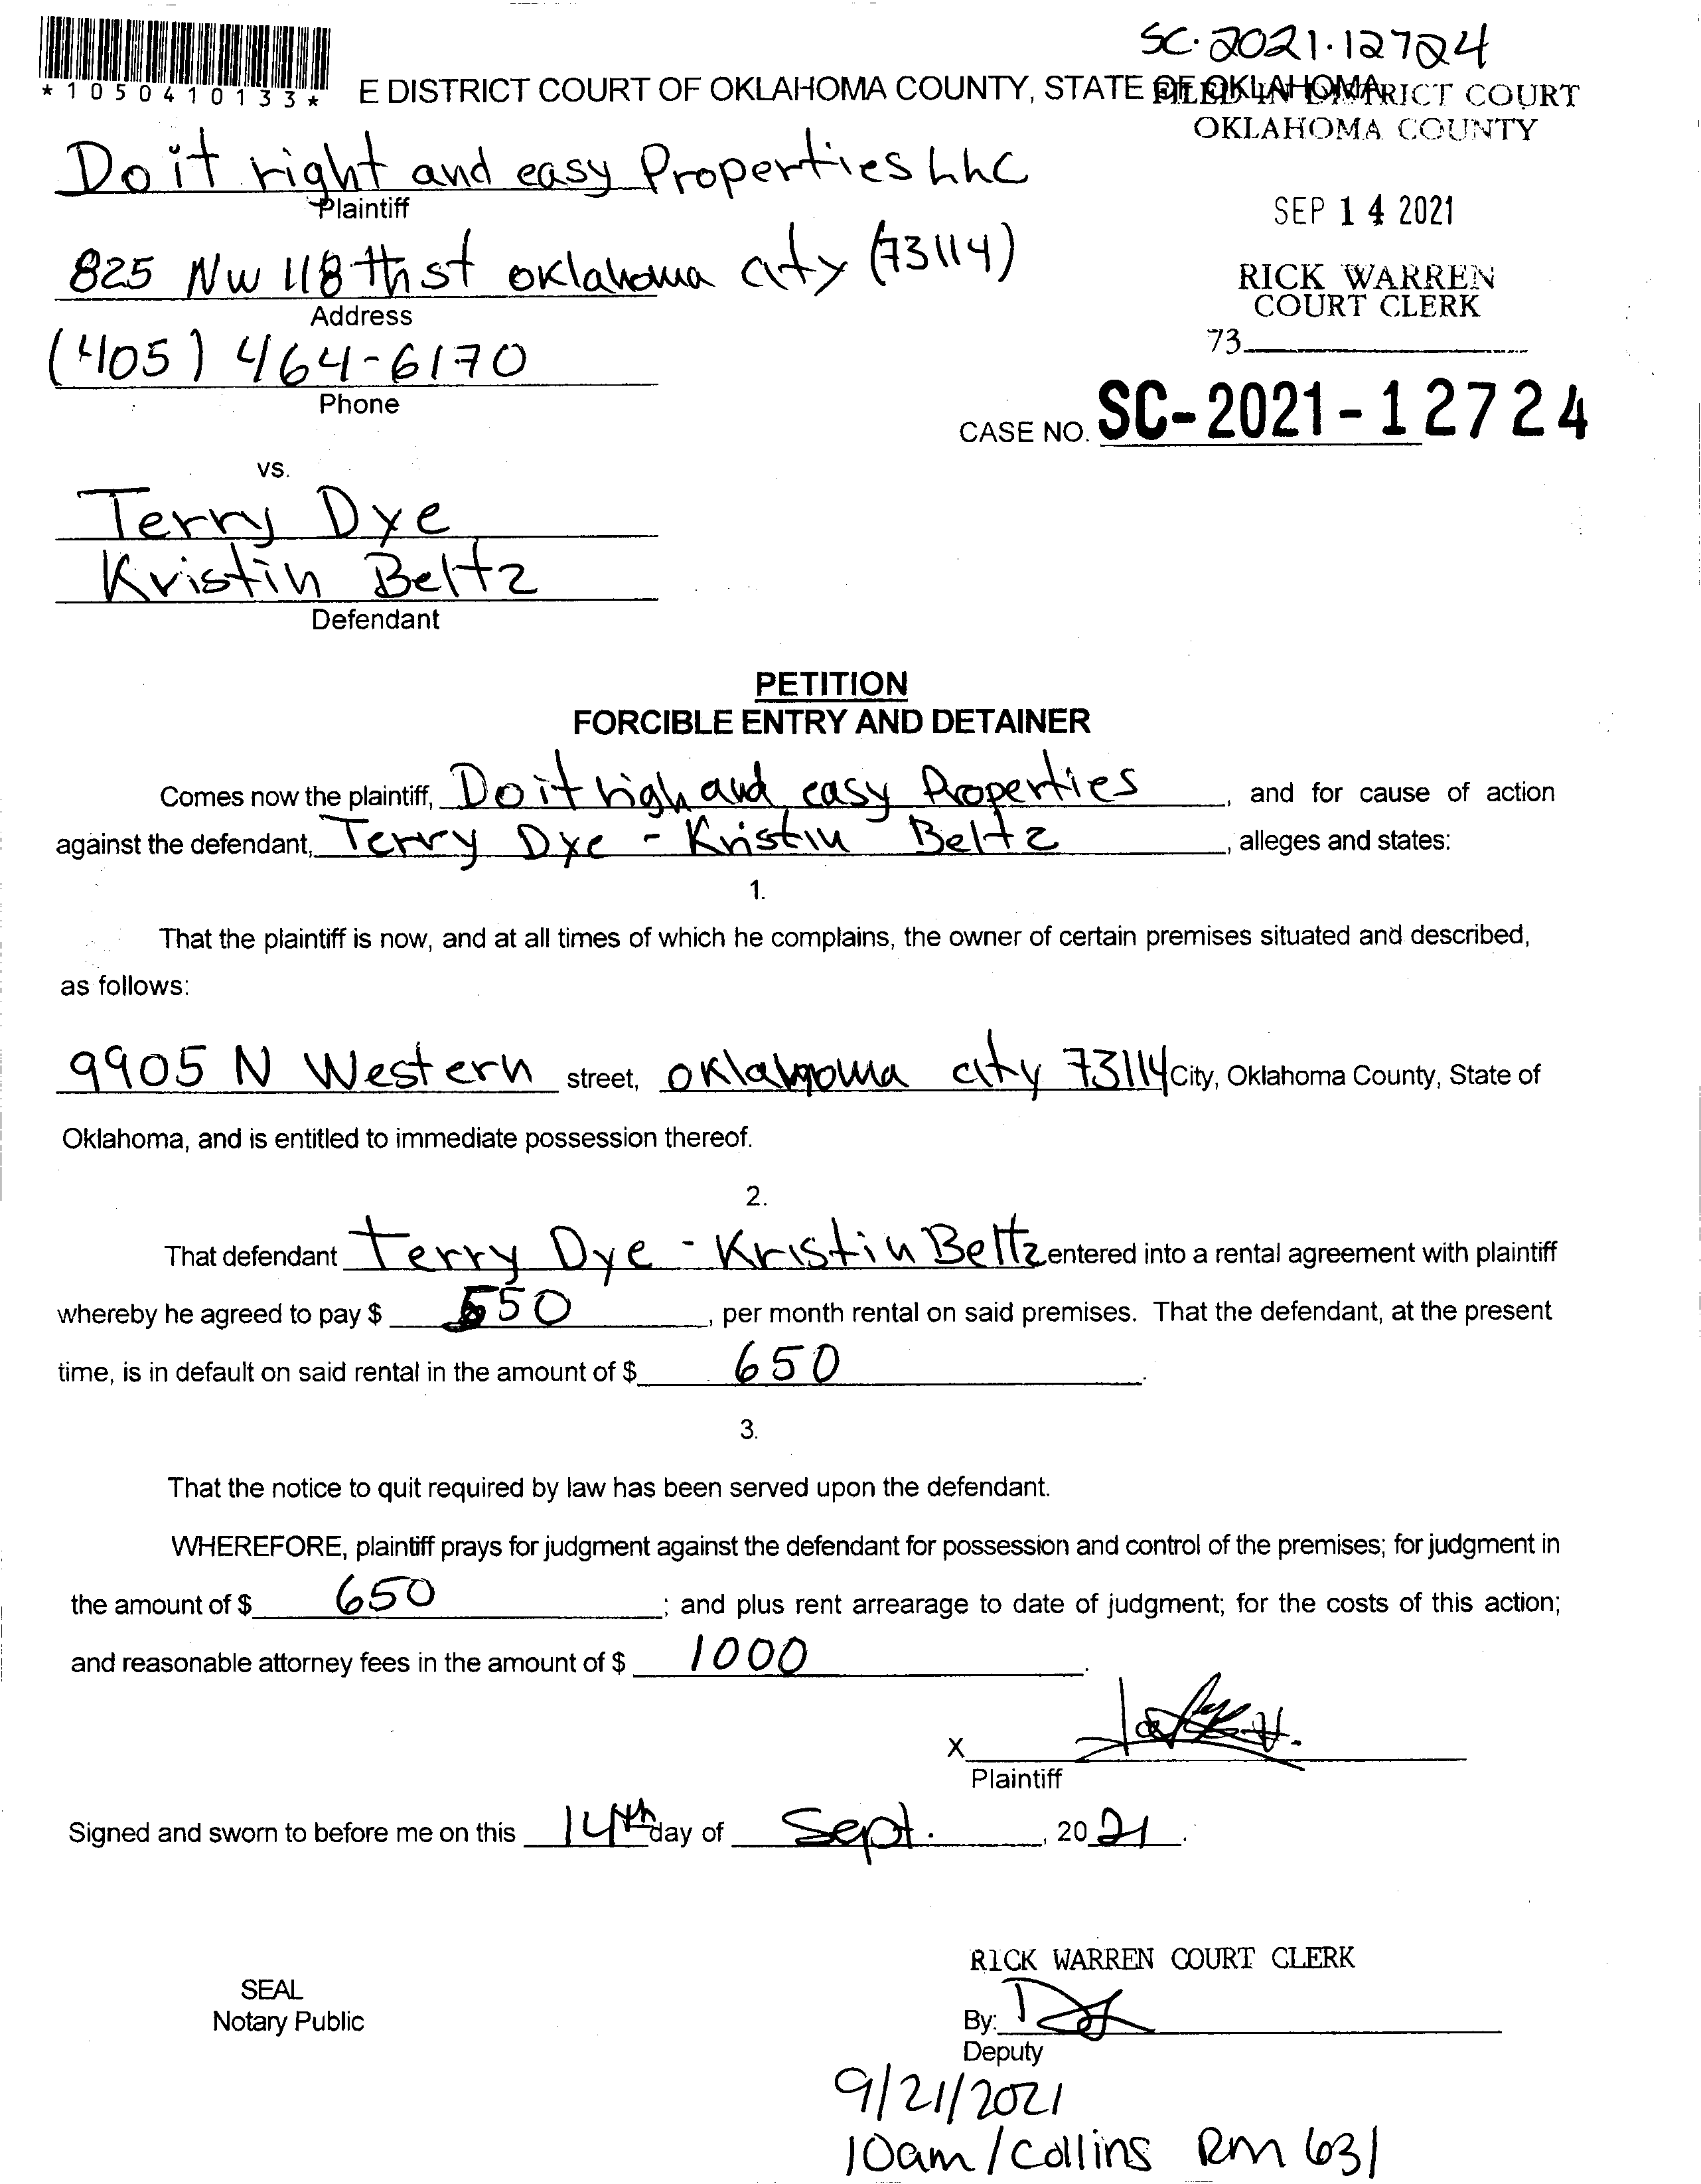 SC-2021-12724
*1050410133*
E DISTRICT COURT OF OKLAHOMA COUNTY, STATE OF OKLAHOMA
FILED IN DISTRICT COURT
OKLAHOMA COUNTY
Do it right and easy Properties LLC
Plaintiff
SEP 14 2021
825 NW 118 th st oklahoma city (73114)
Address
RICK WARREN
COURT CLERK
73
(405) 464-6170
Phone
CASE NO. SC-2021-12724
vs.
Terry Dye
Kristin Beltz
Defendant
PETITION
FORCIBLE ENTRY AND DETAINER
Comes now the plaintiff, Do it righ and easy Properties, and for cause of action
against the defendant, Terry Dye - Kristin Beltz, alleges and states:
1.
That the plaintiff is now, and at all times of which he complains, the owner of certain premises situated and described,
as follows:
9905 N Western street, oklahoma city 73114 City, Oklahoma County, State of
Oklahoma, and is entitled to immediate possession thereof.
2.
That defendant Terry Dye - Kristin Beltz entered into a rental agreement with plaintiff
whereby he agreed to pay $ 550, per month rental on said premises. That the defendant, at the present
time, is in default on said rental in the amount of $ 650.
3.
That the notice to quit required by law has been served upon the defendant.
WHEREFORE, plaintiff prays for judgment against the defendant for possession and control of the premises; for judgment in
the amount of $ 650; and plus rent arrearage to date of judgment; for the costs of this action;
and reasonable attorney fees in the amount of $ 1000.
X
Plaintiff
Signed and sworn to before me on this 14th day of Sept., 2021.
RICK WARREN COURT CLERK
SEAL
Notary Public
By:
Deputy
9/21/2021
10am/Collins Rm 631